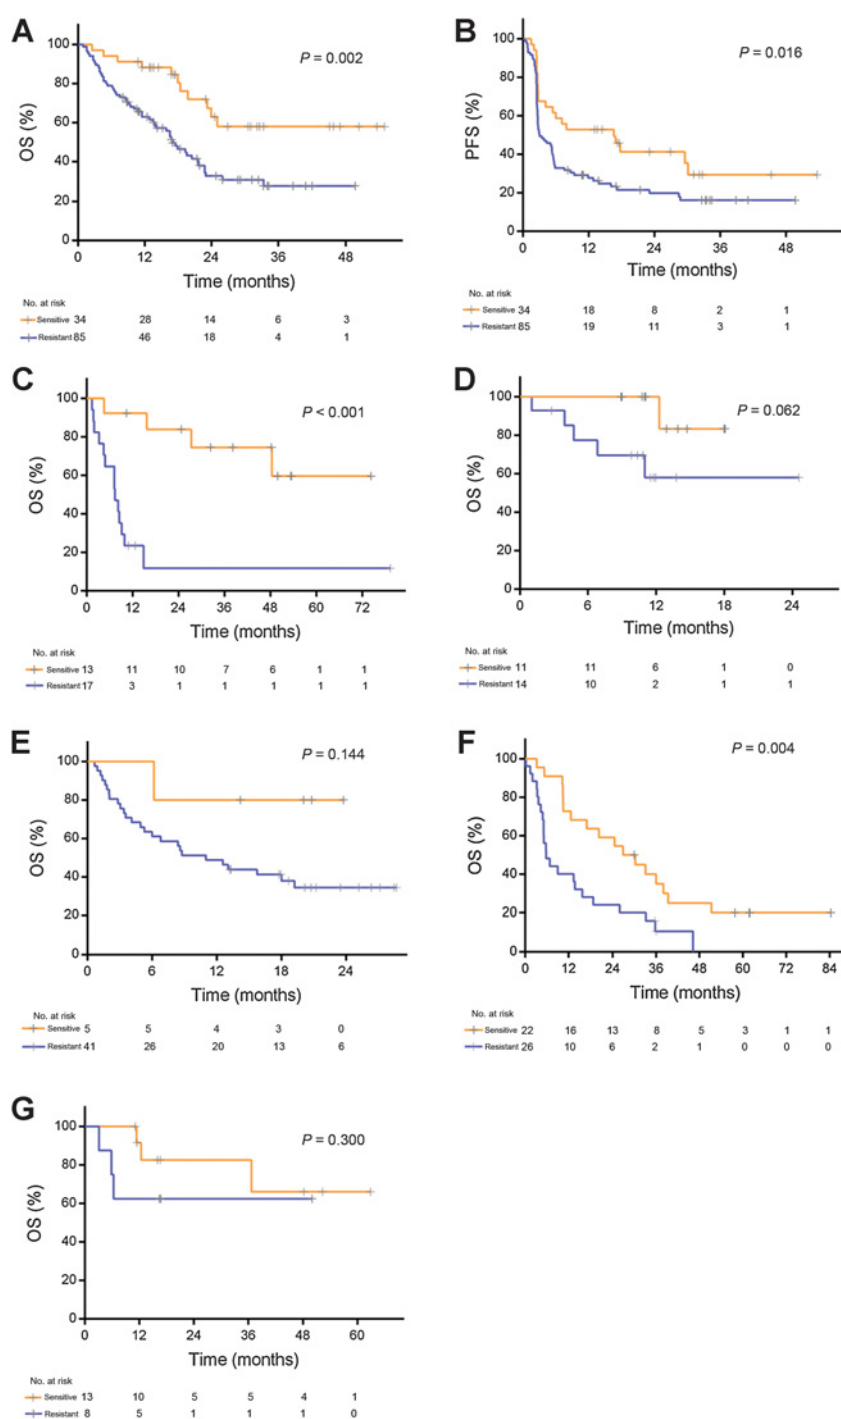 A
P = 0.002
OS (%)
100
80
60
40
20
0
0 12 24 36 48
Time (months)
No. at risk
Sensitive 34 28 14 6 3
Resistant 85 46 18 4 1
B
P = 0.016
PFS (%)
100
80
60
40
20
0
0 12 24 36 48
Time (months)
No. at risk
Sensitive 34 18 8 2 1
Resistant 85 19 11 3 1
C
P < 0.001
OS (%)
100
80
60
40
20
0
0 12 24 36 48 60 72
Time (months)
No. at risk
Sensitive 13 11 10 7 6 1 1
Resistant 17 3 1 1 1 1 1
D
P = 0.062
OS (%)
100
80
60
40
20
0
0 6 12 18 24
Time (months)
No. at risk
Sensitive 11 11 6 1 0
Resistant 14 10 2 1 1
E
P = 0.144
OS (%)
100
80
60
40
20
0
0 6 12 18 24
Time (months)
No. at risk
Sensitive 5 5 4 3 0
Resistant 41 26 20 13 6
F
P = 0.004
OS (%)
100
80
60
40
20
0
0 12 24 36 48 60 72 84
Time (months)
No. at risk
Sensitive 22 16 13 8 5 3 1 1
Resistant 26 10 6 2 1 0 0 0
G
P = 0.300
OS (%)
100
80
60
40
20
0
0 12 24 36 48 60
Time (months)
No. at risk
Sensitive 13 10 5 5 4 1
Resistant 8 5 1 1 1 0